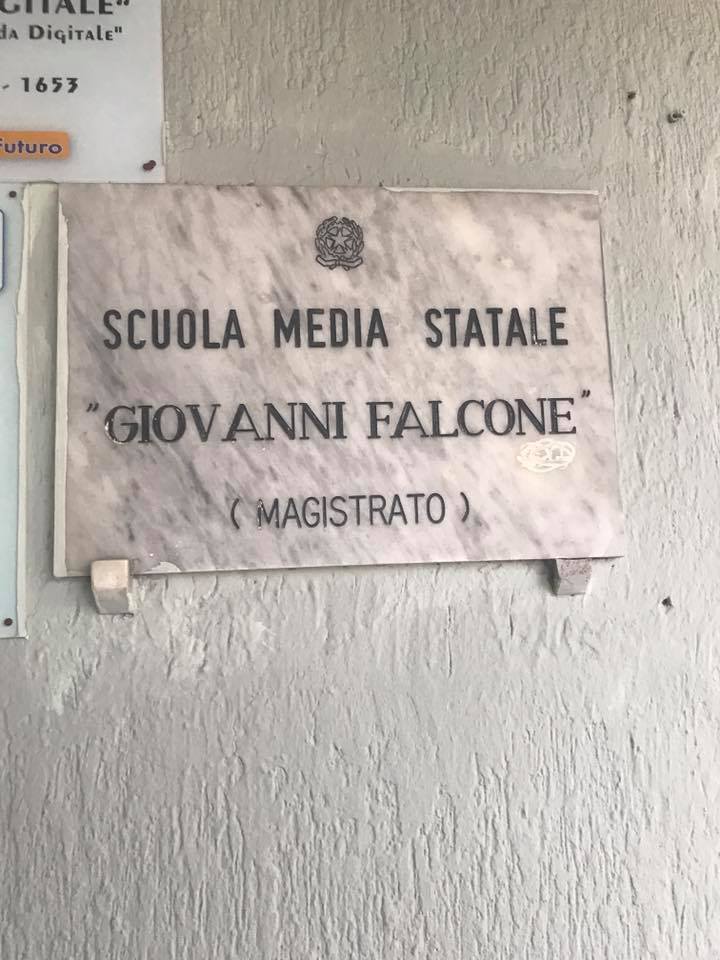 GITALE"
da Digitale"
- 1653
Futuro
SCUOLA MEDIA STATALE
"GIOVANNI FALCONE"
( MAGISTRATO )